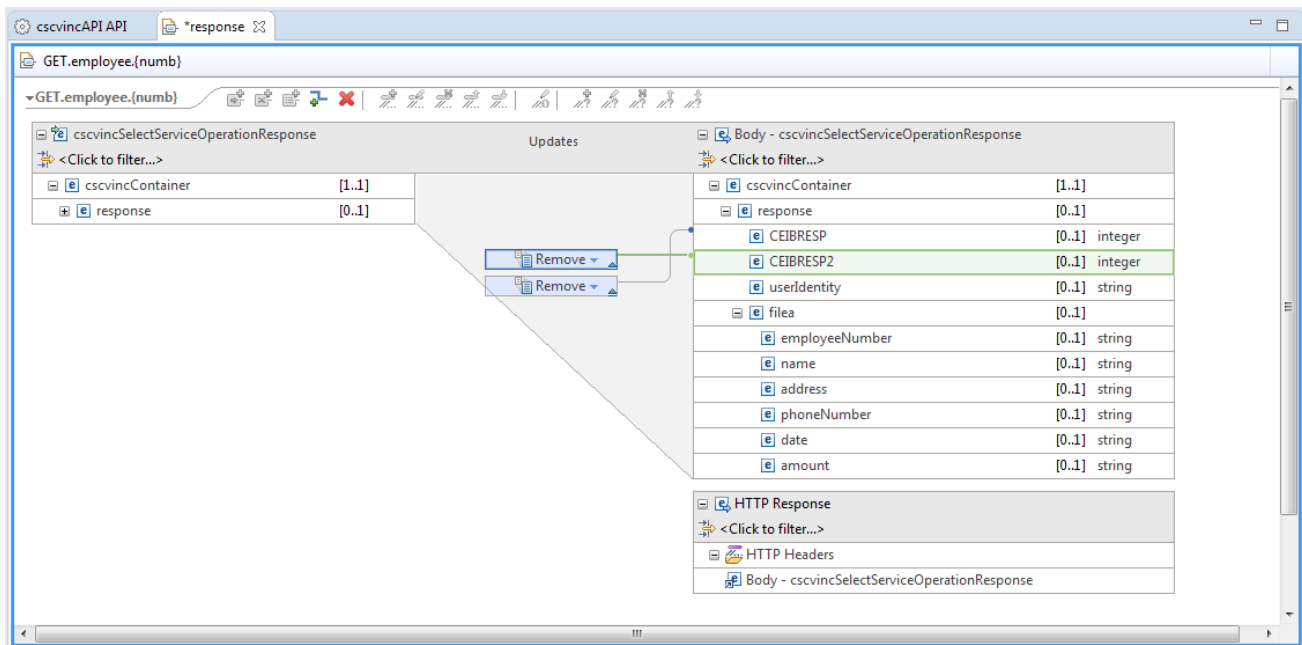 cscvincAPI API *response
GET.employee.{numb}
GET.employee.{numb}
cscvincSelectServiceOperationResponse
<Click to filter...>
cscvincContainer [1..1]
response [0..1]
Updates
Remove
Remove
Body - cscvincSelectServiceOperationResponse
<Click to filter...>
cscvincContainer [1..1]
response [0..1]
CEIBRESP [0..1] integer
CEIBRESP2 [0..1] integer
userIdentity [0..1] string
filea [0..1]
employeeNumber [0..1] string
name [0..1] string
address [0..1] string
phoneNumber [0..1] string
date [0..1] string
amount [0..1] string
HTTP Response
<Click to filter...>
HTTP Headers
Body - cscvincSelectServiceOperationResponse